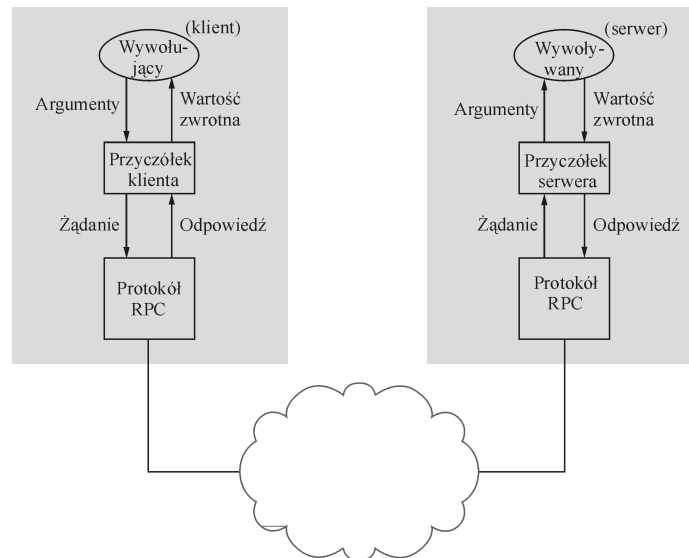 (klient)
Wywołu-
jący
Argumenty
Wartość
zwrotna
Przyczółek
klienta
Żądanie
Odpowiedź
Protokół
RPC
(serwer)
Wywoły-
wany
Argumenty
Wartość
zwrotna
Przyczółek
serwera
Żądanie
Odpowiedź
Protokół
RPC